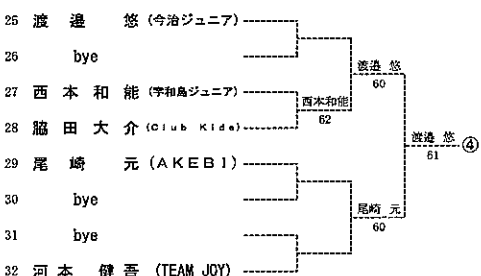 25 渡邉 悠 (今治ジュニア)
26 bye
27 西本和能 (宇和島ジュニア)
28 脇田大介 (Club Kids)
29 尾崎 元 (AKEBI)
30 bye
31 bye
32 河本 健吾 (TEAM JOY)
西本和能
62
渡邉 悠
60
尾崎 元
60
渡邉 悠
61
④